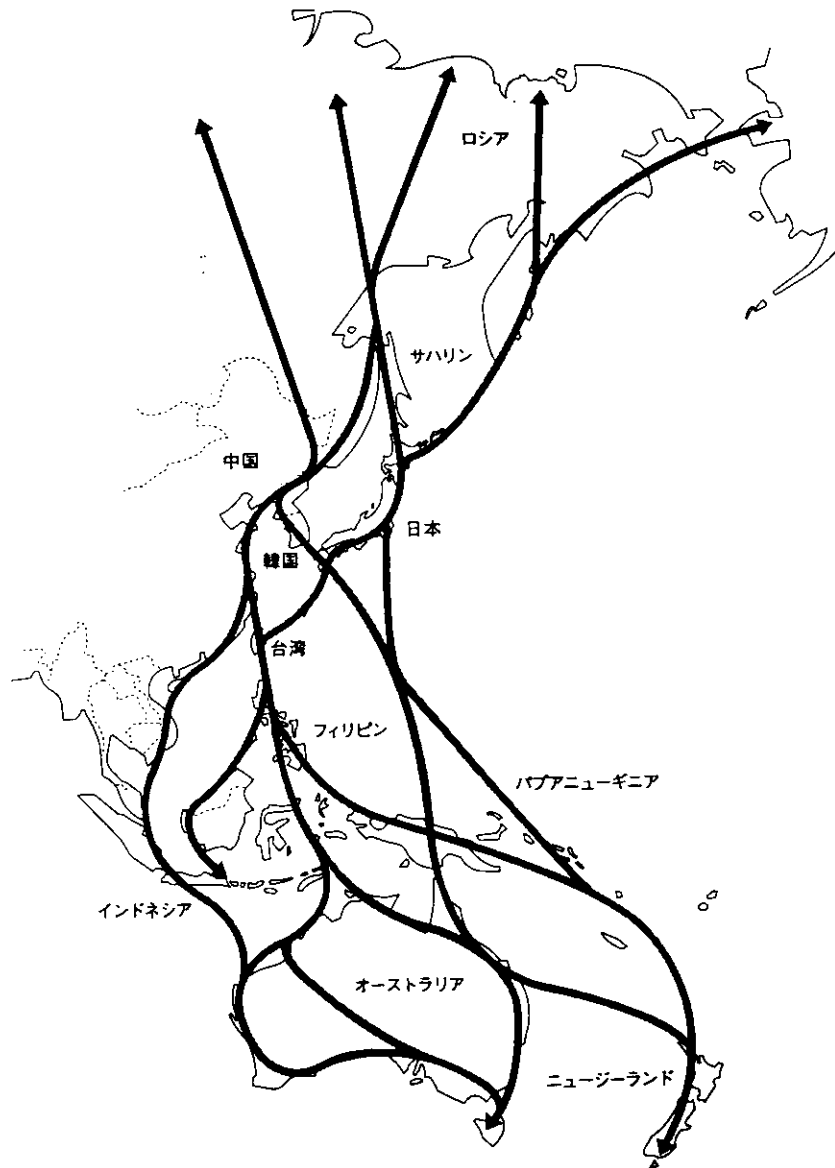 ロシア
サハリン
中国
日本
韓国
台湾
フィリピン
パプアニューギニア
インドネシア
オーストラリア
ニュージーランド